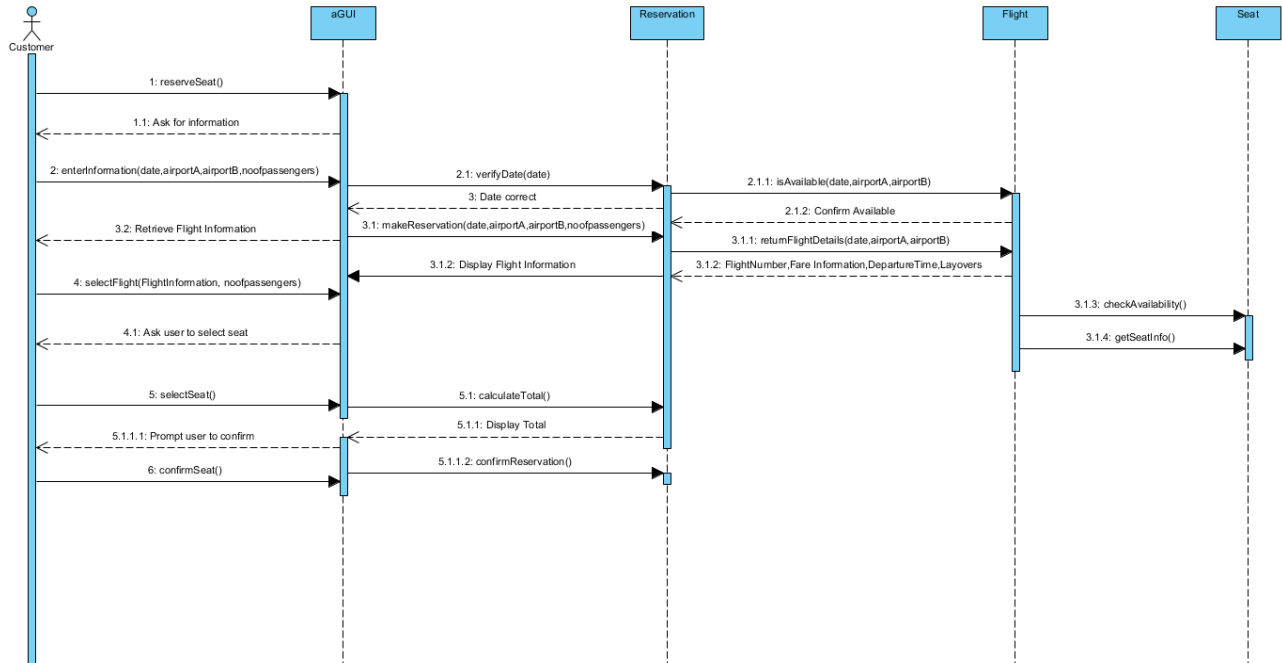 aGUI
Reservation
Flight
Seat
Customer
1: reserveSeat()
1.1: Ask for information
2: enterInformation(date,airportA,airportB,noofpassengers)
2.1: verifyDate(date)
2.1.1: isAvailable(date,airportA,airportB)
3: Date correct
2.1.2: Confirm Available
3.2: Retrieve Flight Information
3.1: makeReservation(date,airportA,airportB,noofpassengers)
3.1.1: returnFlightDetails(date,airportA,airportB)
3.1.2: Display Flight Information
3.1.2: FlightNumber,Fare Information,DepartureTime,Layovers
4: selectFlight(FlightInformation, noofpassengers)
3.1.3: checkAvailability()
4.1: Ask user to select seat
3.1.4: getSeatInfo()
5: selectSeat()
5.1: calculateTotal()
5.1.1: Display Total
5.1.1.1: Prompt user to confirm
5.1.1.2: confirmReservation()
6: confirmSeat()